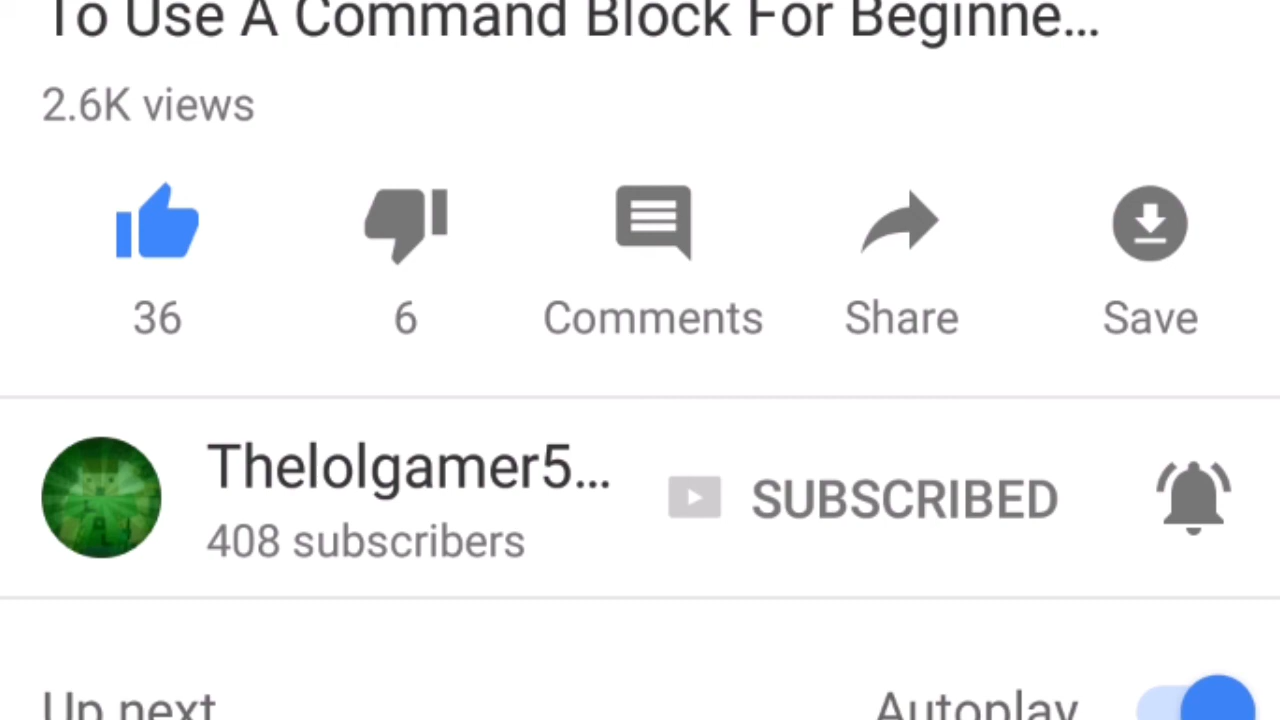 To Use A Command Block For Beginne...
2.6K views
36 6 Comments Share Save
Thelolgamer5... SUBSCRIBED
408 subscribers
Up next Autoplay